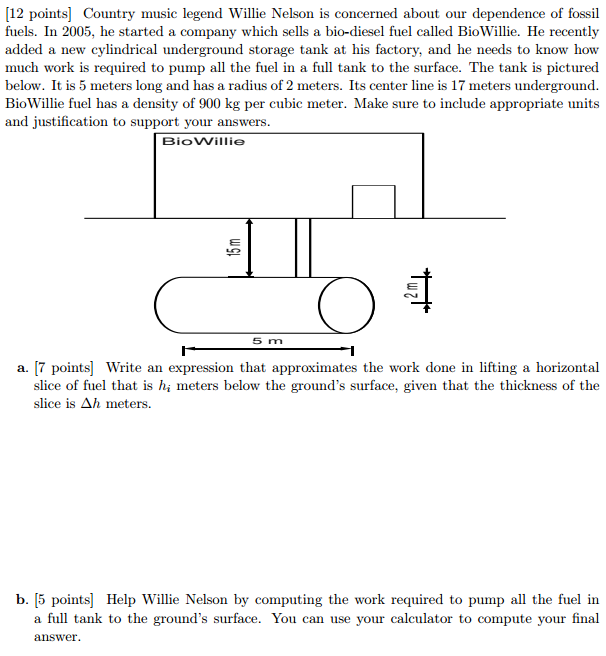 [12 points] Country music legend Willie Nelson is concerned about our dependence of fossil
fuels. In 2005, he started a company which sells a bio-diesel fuel called BioWillie. He recently
added a new cylindrical underground storage tank at his factory, and he needs to know how
much work is required to pump all the fuel in a full tank to the surface. The tank is pictured
below. It is 5 meters long and has a radius of 2 meters. Its center line is 17 meters underground.
BioWillie fuel has a density of 900 kg per cubic meter. Make sure to include appropriate units
and justification to support your answers.
BioWillie
15 m
2 m
5 m
a. [7 points] Write an expression that approximates the work done in lifting a horizontal
slice of fuel that is hᵢ meters below the ground's surface, given that the thickness of the
slice is Δh meters.
b. [5 points] Help Willie Nelson by computing the work required to pump all the fuel in
a full tank to the ground's surface. You can use your calculator to compute your final
answer.